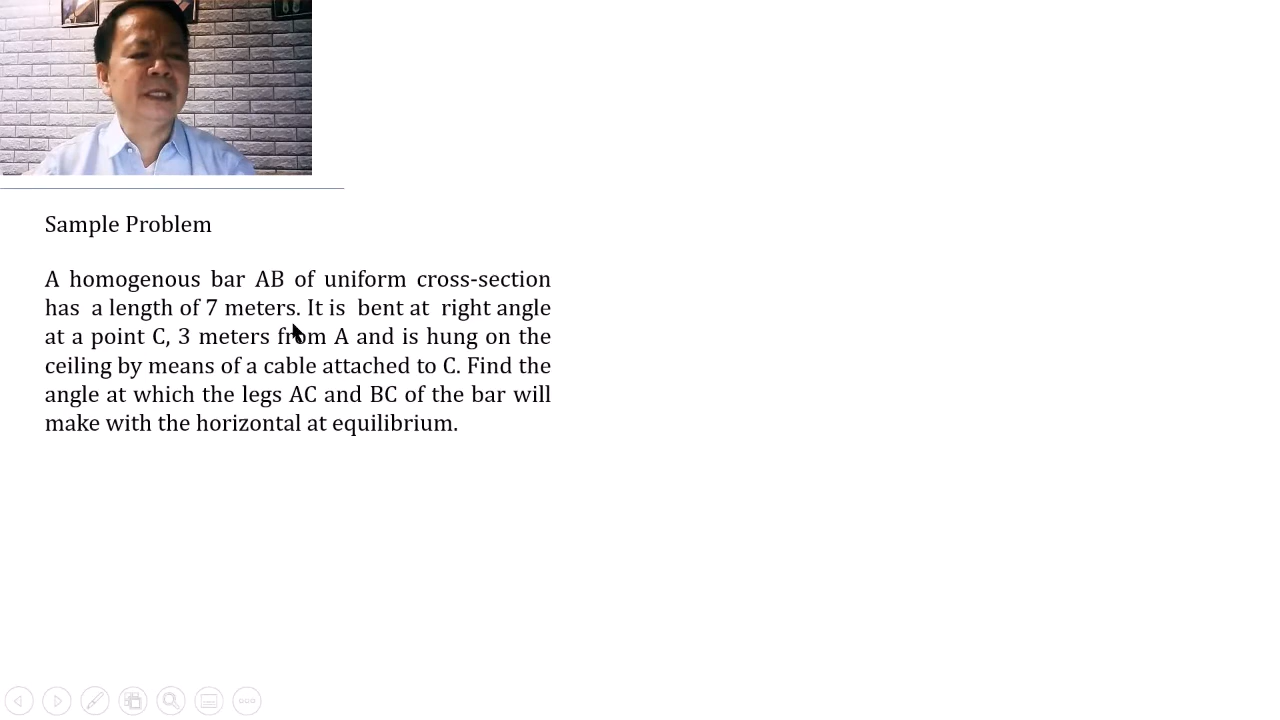 Sample Problem
A homogenous bar AB of uniform cross-section
has a length of 7 meters. It is bent at right angle
at a point C, 3 meters from A and is hung on the
ceiling by means of a cable attached to C. Find the
angle at which the legs AC and BC of the bar will
make with the horizontal at equilibrium.